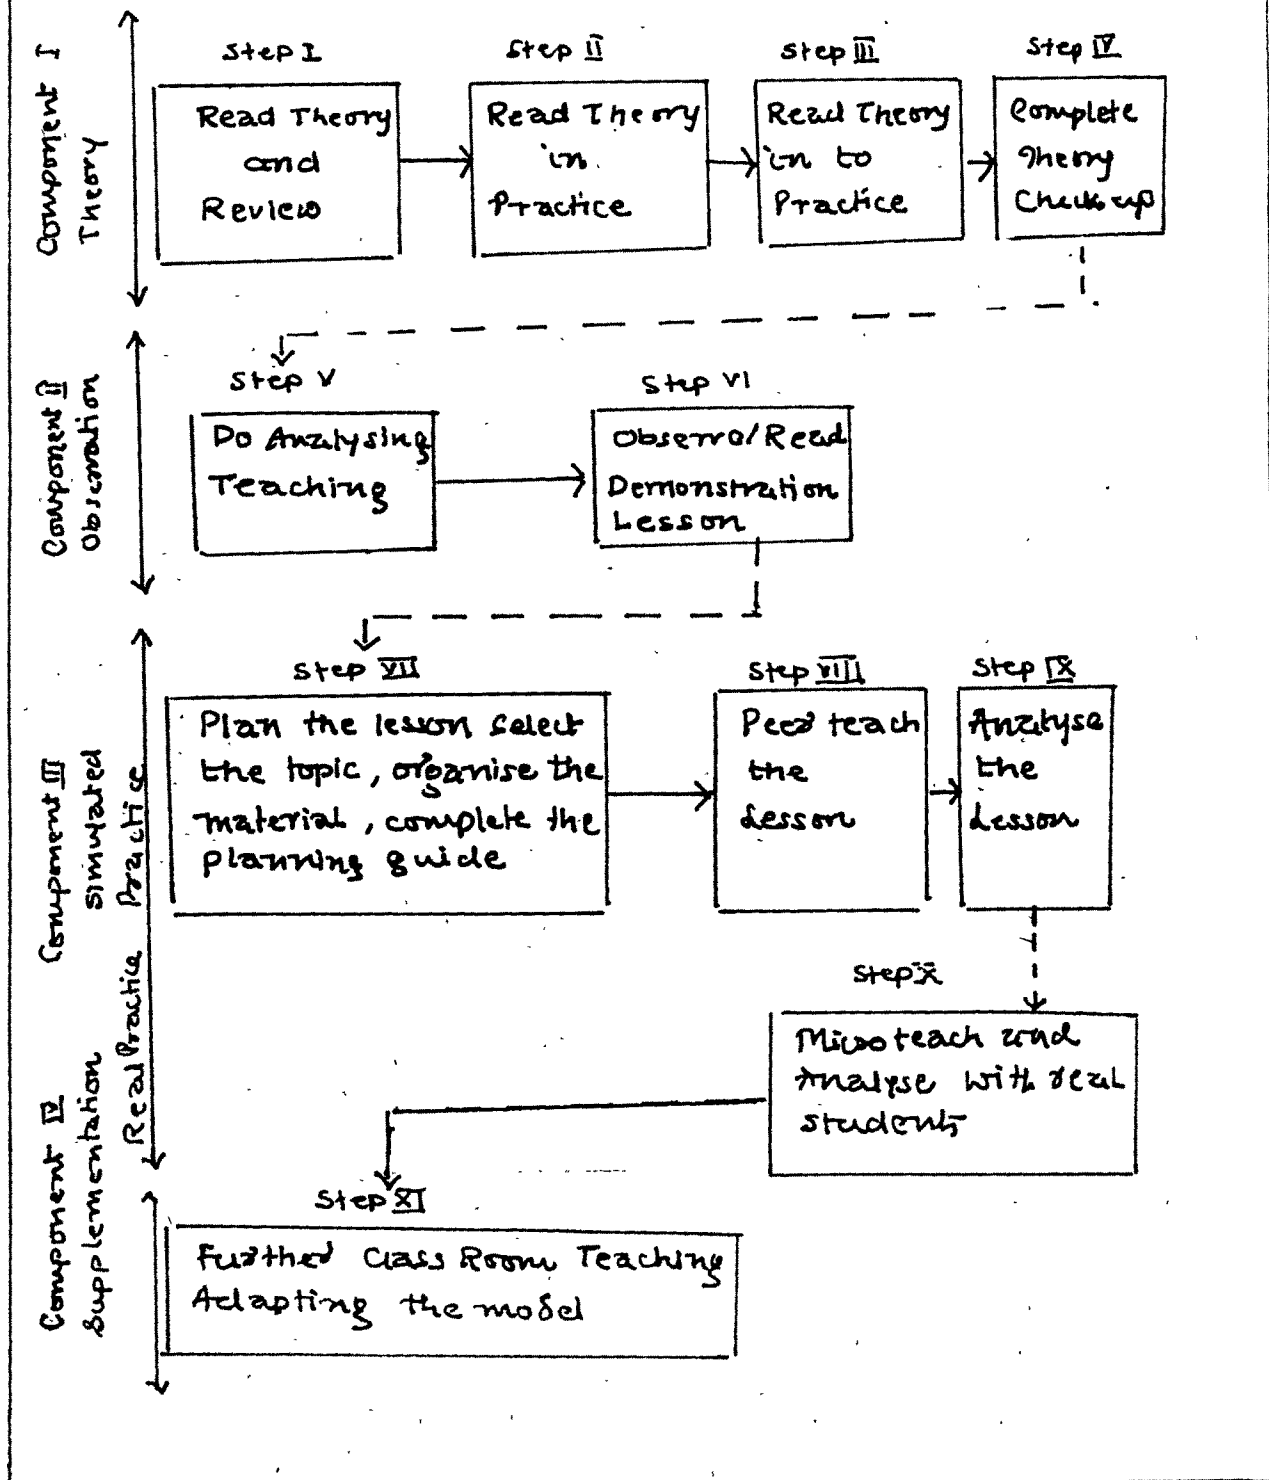 Component I
Theory
Step I
Read Theory
and
Review
Step II
Read Theory
in
Practice
Step III
Read Theory
in to
Practice
Step IV
Complete
Theory
Check up
Component II
Observation
Step V
Do Analysing
Teaching
Step VI
Observe/Read
Demonstration
Lesson
Component III
Simulated
Practice
Step VII
Plan the lesson select
the topic, organise the
material, complete the
planning guide
Step VIII
Peer teach
the
Lesson
Step IX
Analyse
the
Lesson
Real Practice
Step X
Micro teach and
Analyse with real
students
Component IV
Supplementation
Step XI
Further Class Room Teaching
Adapting the model